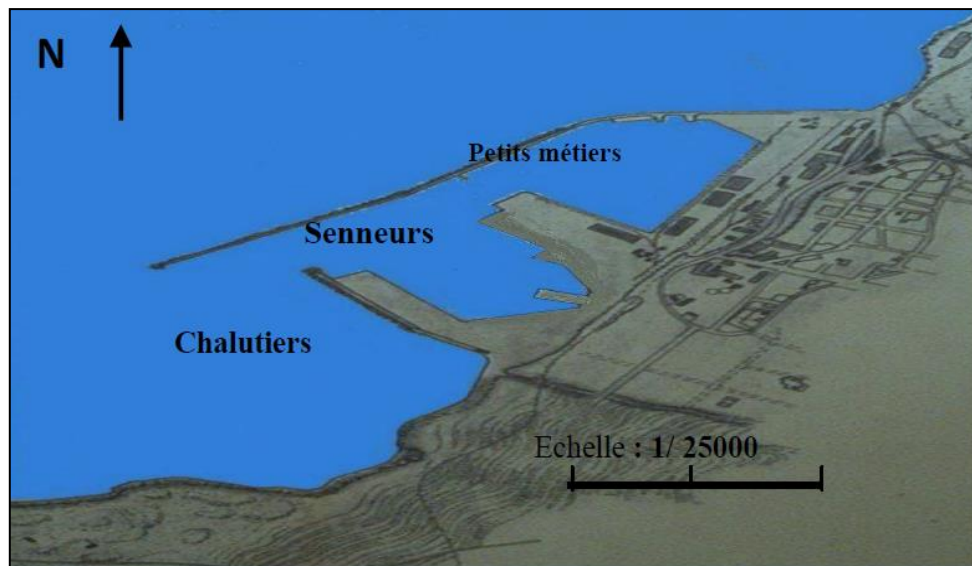 N
Petits métiers
Senneurs
Chalutiers
Echelle : 1/ 25000